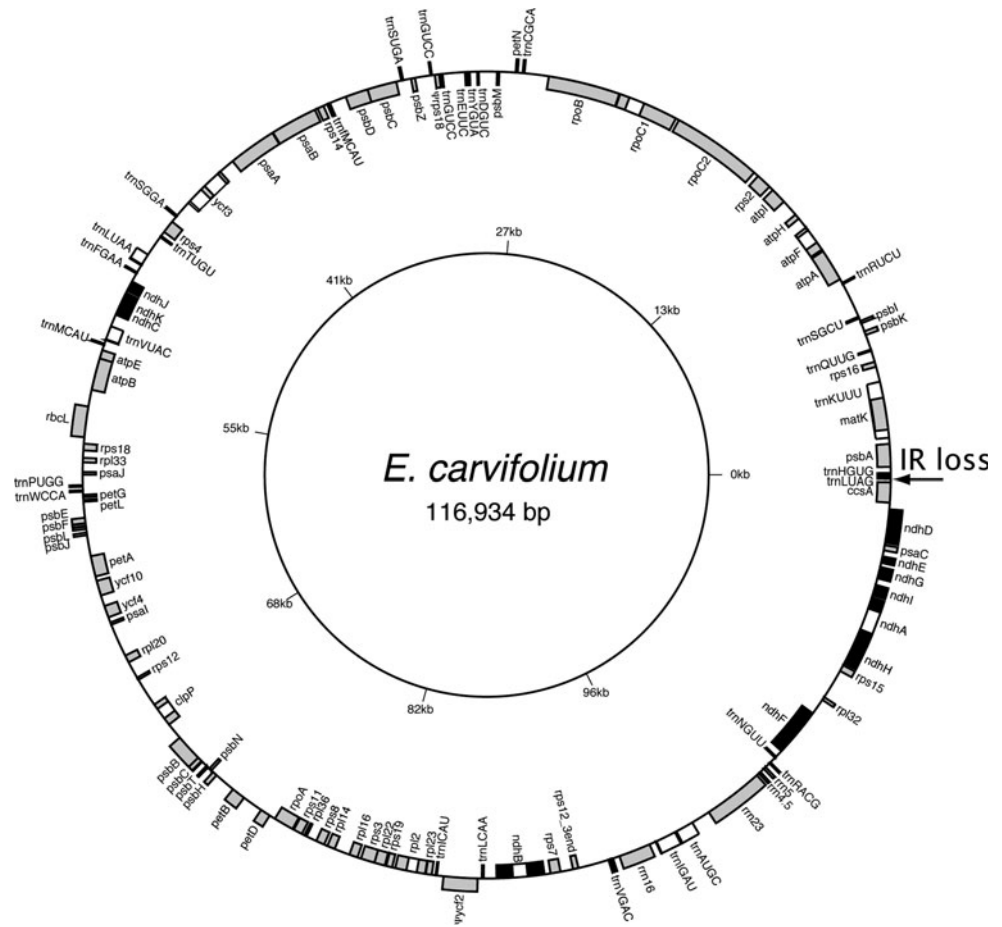 trnSUGA
trnGUCC
petN
trnCGCA
psbD
psbC
psbZ
Ψrps18
trnGUCC
trnEUUC
trnYGUA
trnDGUC
psbM
rpoB
rpoC1
rpoC2
rps2
atpI
atpH
atpF
atpA
trnRUCU
psbI
psbK
trnSGCU
trnQUUG
rps16
trnKUUU
matK
psbA
trnHGUG
trnLUAG
ccsA
IR loss
ndhD
psaC
ndhE
ndhG
ndhI
ndhA
ndhH
rps15
rpl32
ndhF
trnNGUU
trnRACG
rrn5
rrn4.5
rrn23
trnAUGC
trnIGAU
rrn16
trnVGAC
rps12_3end
rps7
ndhB
trnLCAA
Ψycf2
trnICAU
rpl23
rpl2
rps19
rpl22
rps3
rpl16
rpl14
rps8
rpl36
rps11
rpoA
petD
petB
psbH
psbT
psbC
psbB
psbN
clpP
rps12
rpl20
psaI
ycf4
ycf10
petA
psbJ
psbL
psbF
psbE
petL
petG
trnWCCA
trnPUGG
psaJ
rpl33
rps18
rbcL
atpB
atpE
trnMCAU
trnVUAC
ndhC
ndhK
ndhJ
trnFGAA
trnLUAA
trnTUGU
rps4
trnSGGA
ycf3
psaA
psaB
rps14
trnfMCAU
27kb
13kb
0kb
96kb
82kb
68kb
55kb
41kb
E. carvifolium
116,934 bp